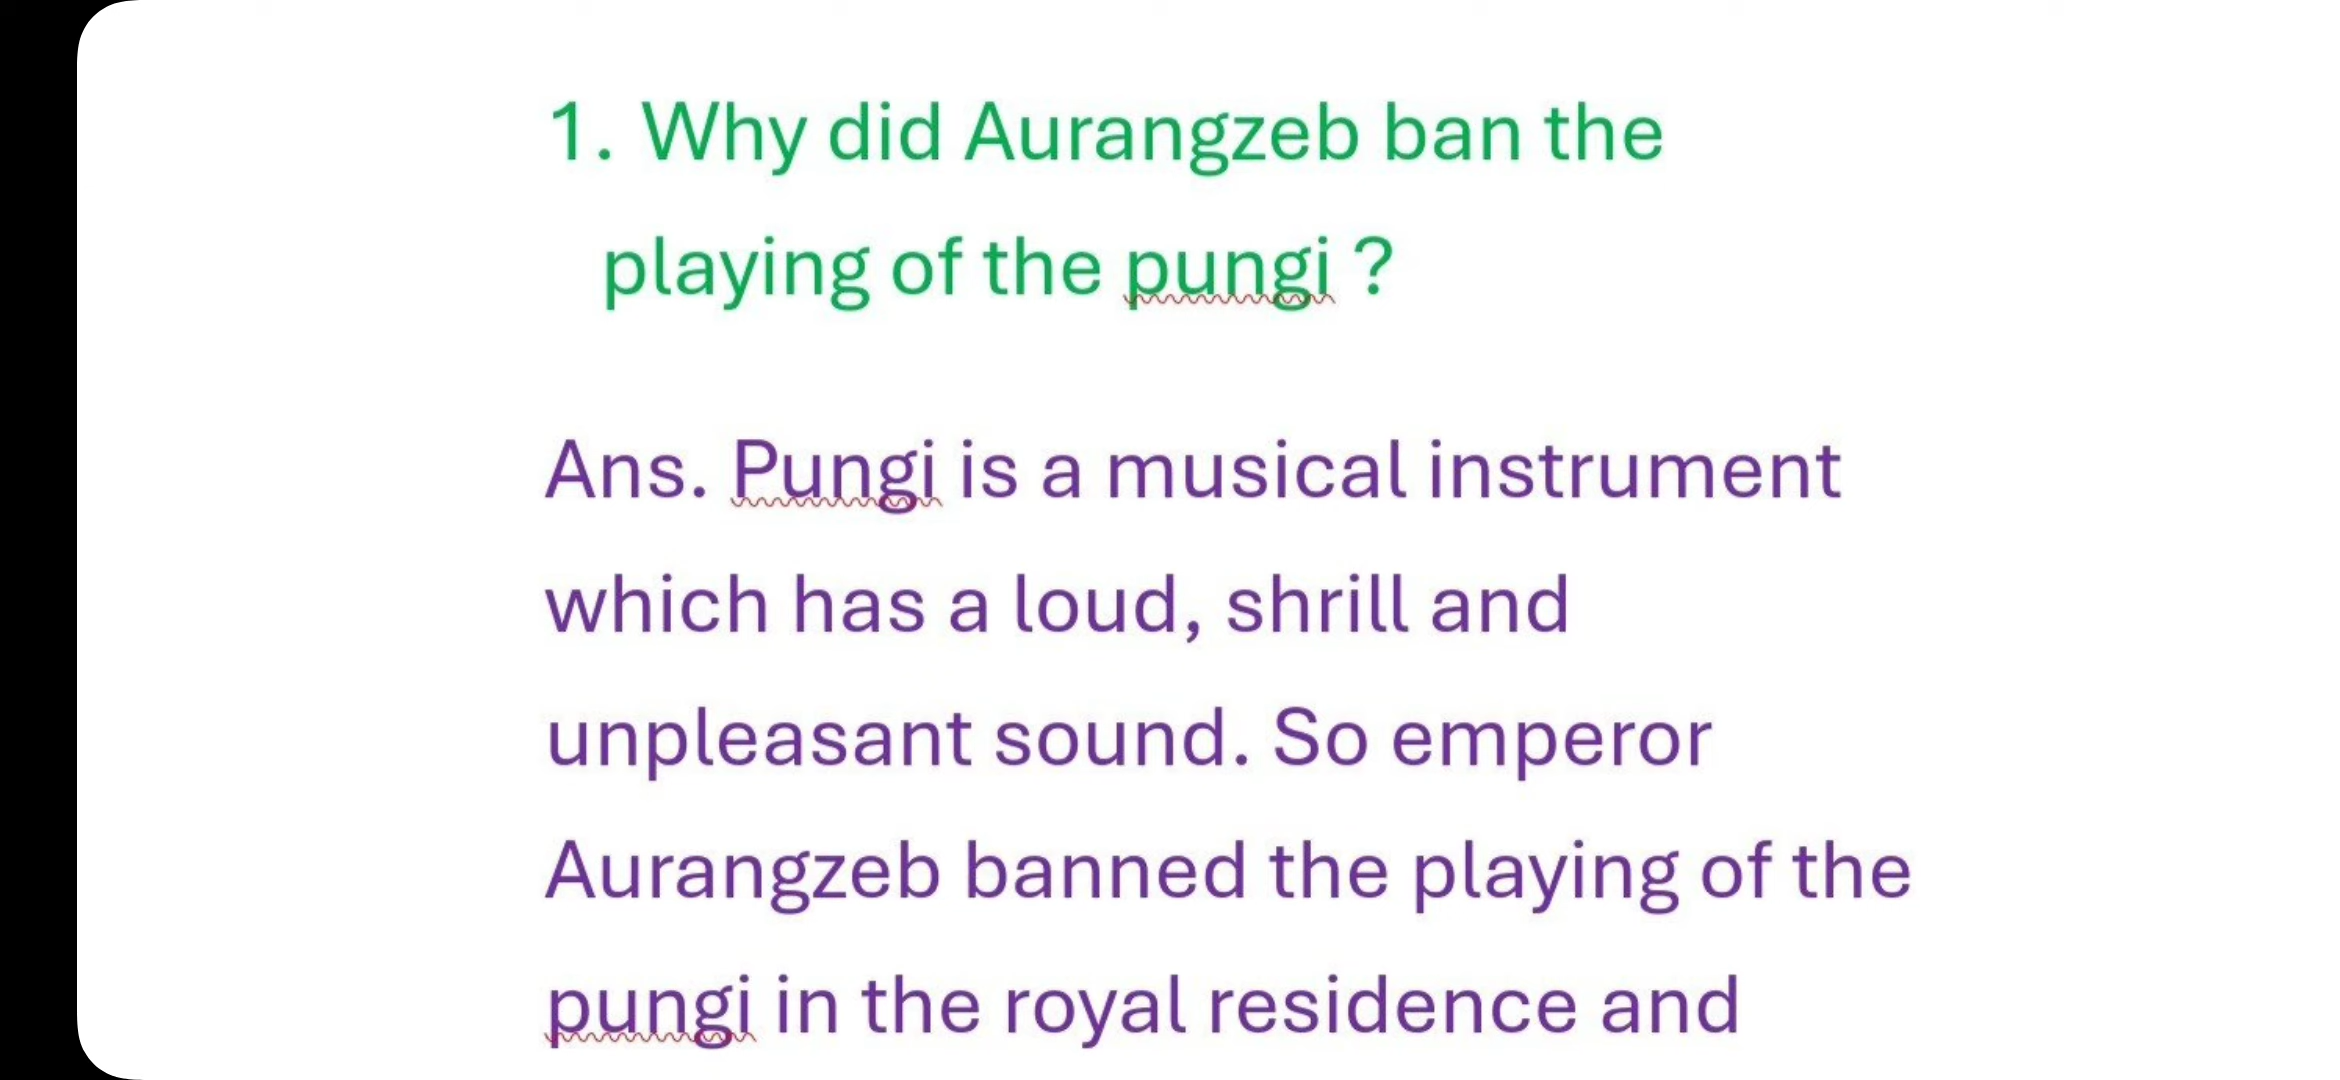 1. Why did Aurangzeb ban the
playing of the pungi ?
Ans. Pungi is a musical instrument
which has a loud, shrill and
unpleasant sound. So emperor
Aurangzeb banned the playing of the
pungi in the royal residence and